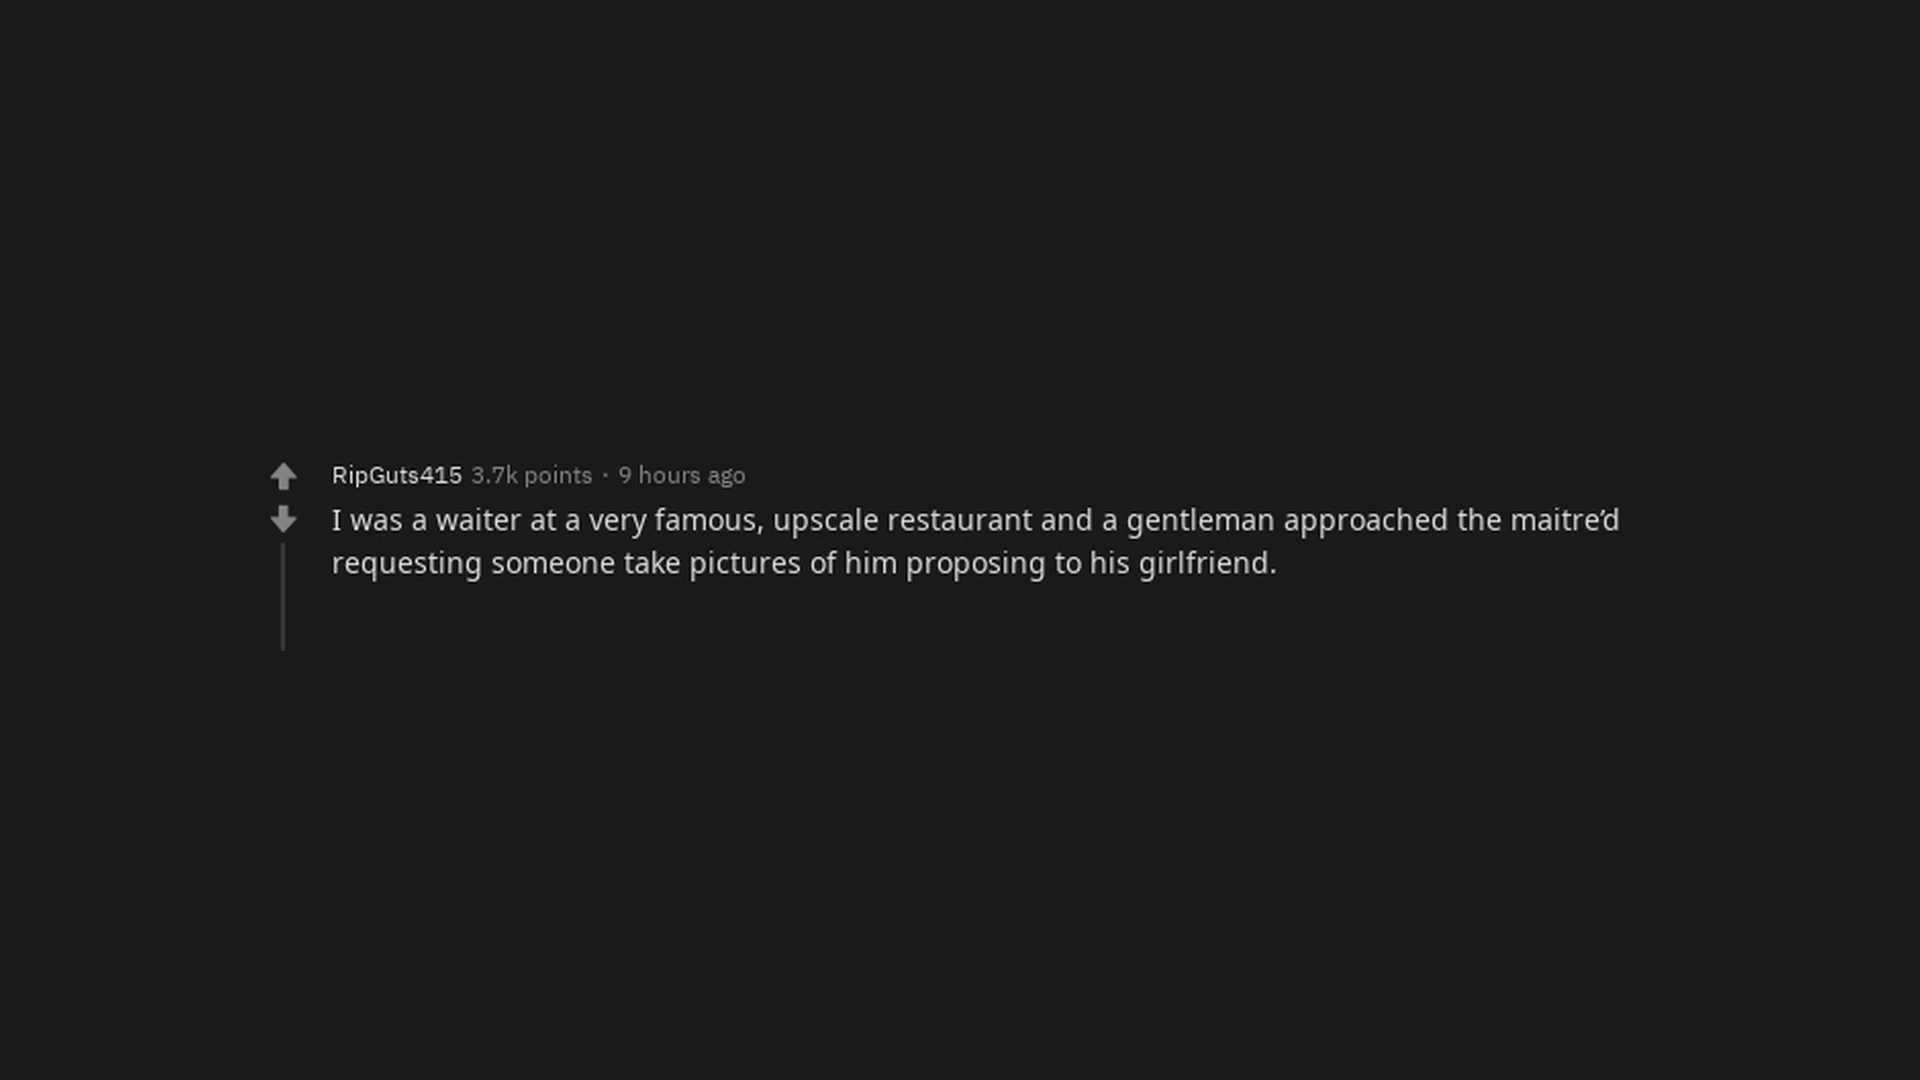 RipGuts415 3.7k points · 9 hours ago
I was a waiter at a very famous, upscale restaurant and a gentleman approached the maitre’d
requesting someone take pictures of him proposing to his girlfriend.